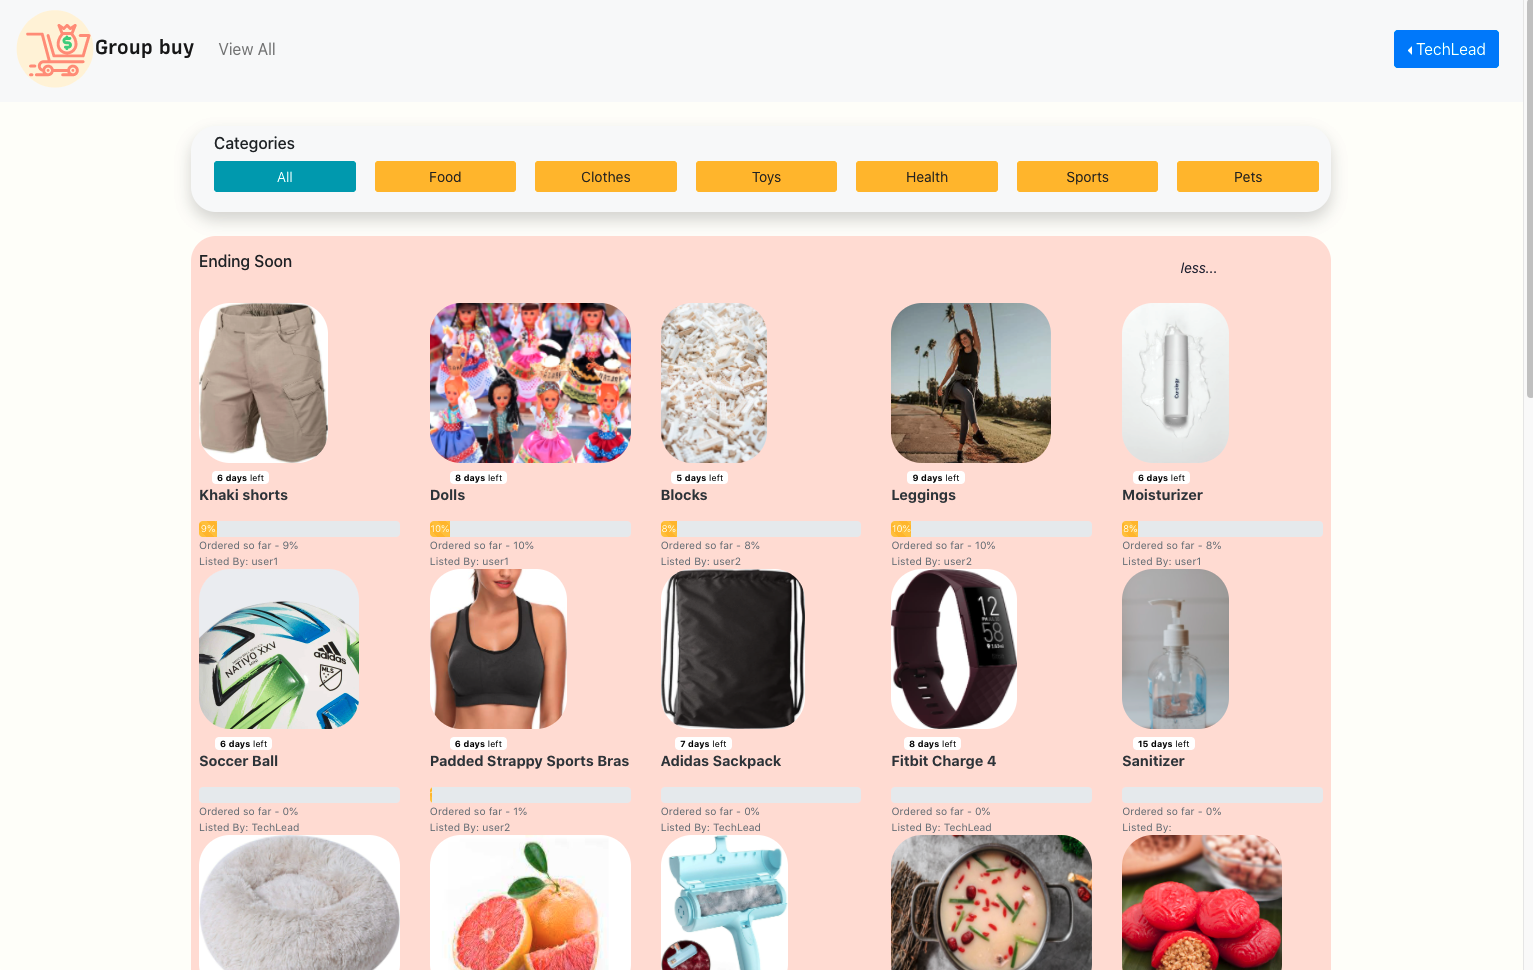 Group buy
View All
TechLead
Categories
All
Food
Clothes
Toys
Health
Sports
Pets
Ending Soon
less...
6 days left
8 days left
5 days left
9 days left
6 days left
Khaki shorts
Dolls
Blocks
Leggings
Moisturizer
9%
10%
8%
10%
8%
Ordered so far - 9%
Ordered so far - 10%
Ordered so far - 8%
Ordered so far - 10%
Ordered so far - 8%
Listed By: user1
Listed By: user1
Listed By: user2
Listed By: user2
Listed By: user1
NATIVO XXV
adidas
MLS
12
58
6 days left
6 days left
7 days left
8 days left
15 days left
Soccer Ball
Padded Strappy Sports Bras
Adidas Sackpack
Fitbit Charge 4
Sanitizer
Ordered so far - 0%
Ordered so far - 1%
Ordered so far - 0%
Ordered so far - 0%
Ordered so far - 0%
Listed By: TechLead
Listed By: user2
Listed By: TechLead
Listed By: TechLead
Listed By: